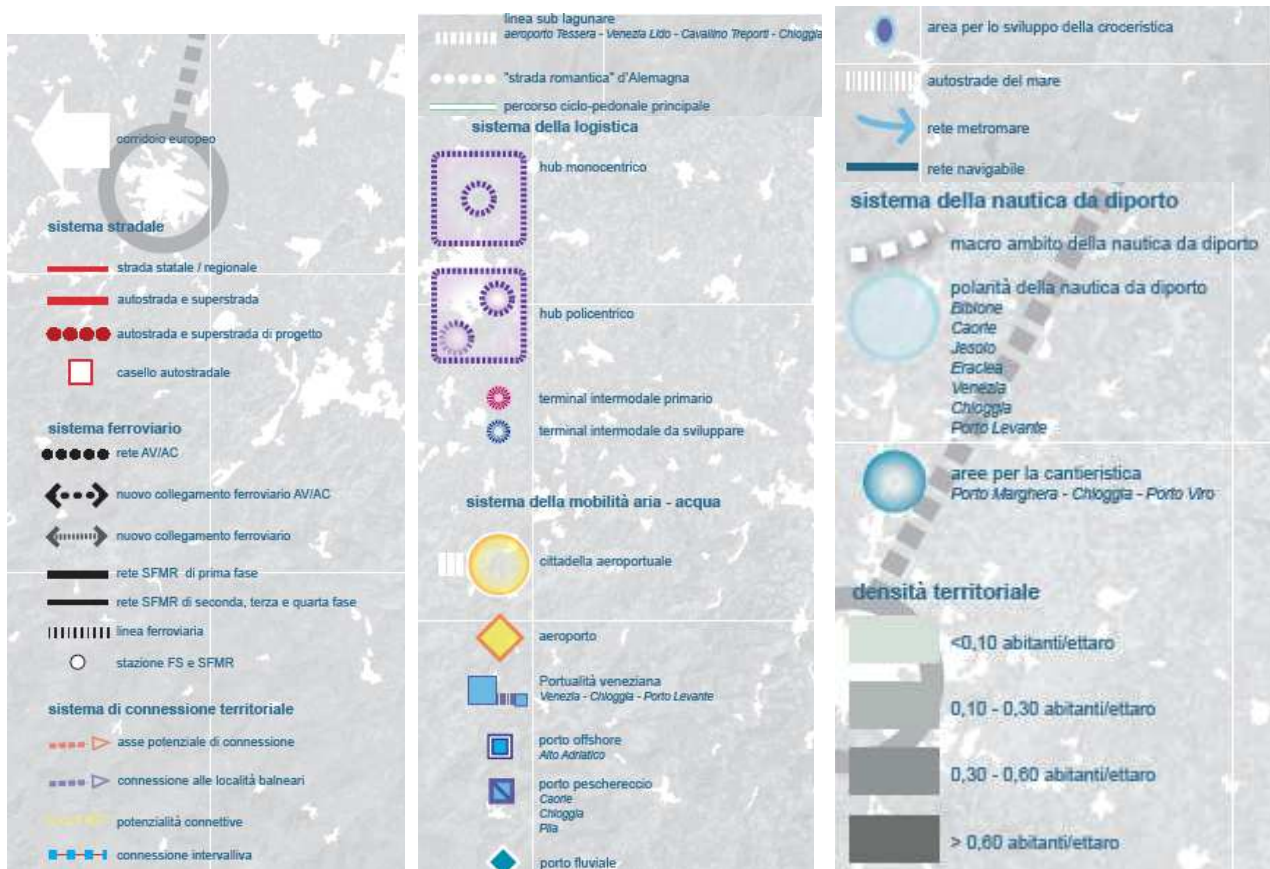 corridoio europeo
sistema stradale
strada statale / regionale
autostrada e superstrada
autostrada e superstrada di progetto
casello autostradale
sistema ferroviario
rete AV/AC
nuovo collegamento ferroviario AV/AC
nuovo collegamento ferroviario
rete SFMR di prima fase
rete SFMR di seconda, terza e quarta fase
linea ferroviaria
stazione FS e SFMR
sistema di connessione territoriale
asse potenziale di connessione
connessione alle località balneari
potenzialità connettive
connessione intervalliva
linea sub lagunare
aeroporto Tessera - Venezia Lido - Cavallino Treporti - Chioggia
"strada romantica" d'Alemagna
percorso ciclo-pedonale principale
sistema della logistica
hub monocentrico
hub policentrico
terminal intermodale primario
terminal intermodale da sviluppare
sistema della mobilità aria - acqua
cittadella aeroportuale
aeroporto
Portualità veneziana
Venezia - Chioggia - Porto Levante
porto offshore
Alto Adriatico
porto peschereccio
Caorle
Chioggia
Pila
porto fluviale
area per lo sviluppo della croceristica
autostrade del mare
rete metromare
rete navigabile
sistema della nautica da diporto
macro ambito della nautica da diporto
polarità della nautica da diporto
Bibione
Caorle
Jesolo
Eraclea
Venezia
Chioggia
Porto Levante
aree per la cantieristica
Porto Marghera - Chioggia - Porto Viro
densità territoriale
<0,10 abitanti/ettaro
0,10 - 0,30 abitanti/ettaro
0,30 - 0,60 abitanti/ettaro
> 0,60 abitanti/ettaro